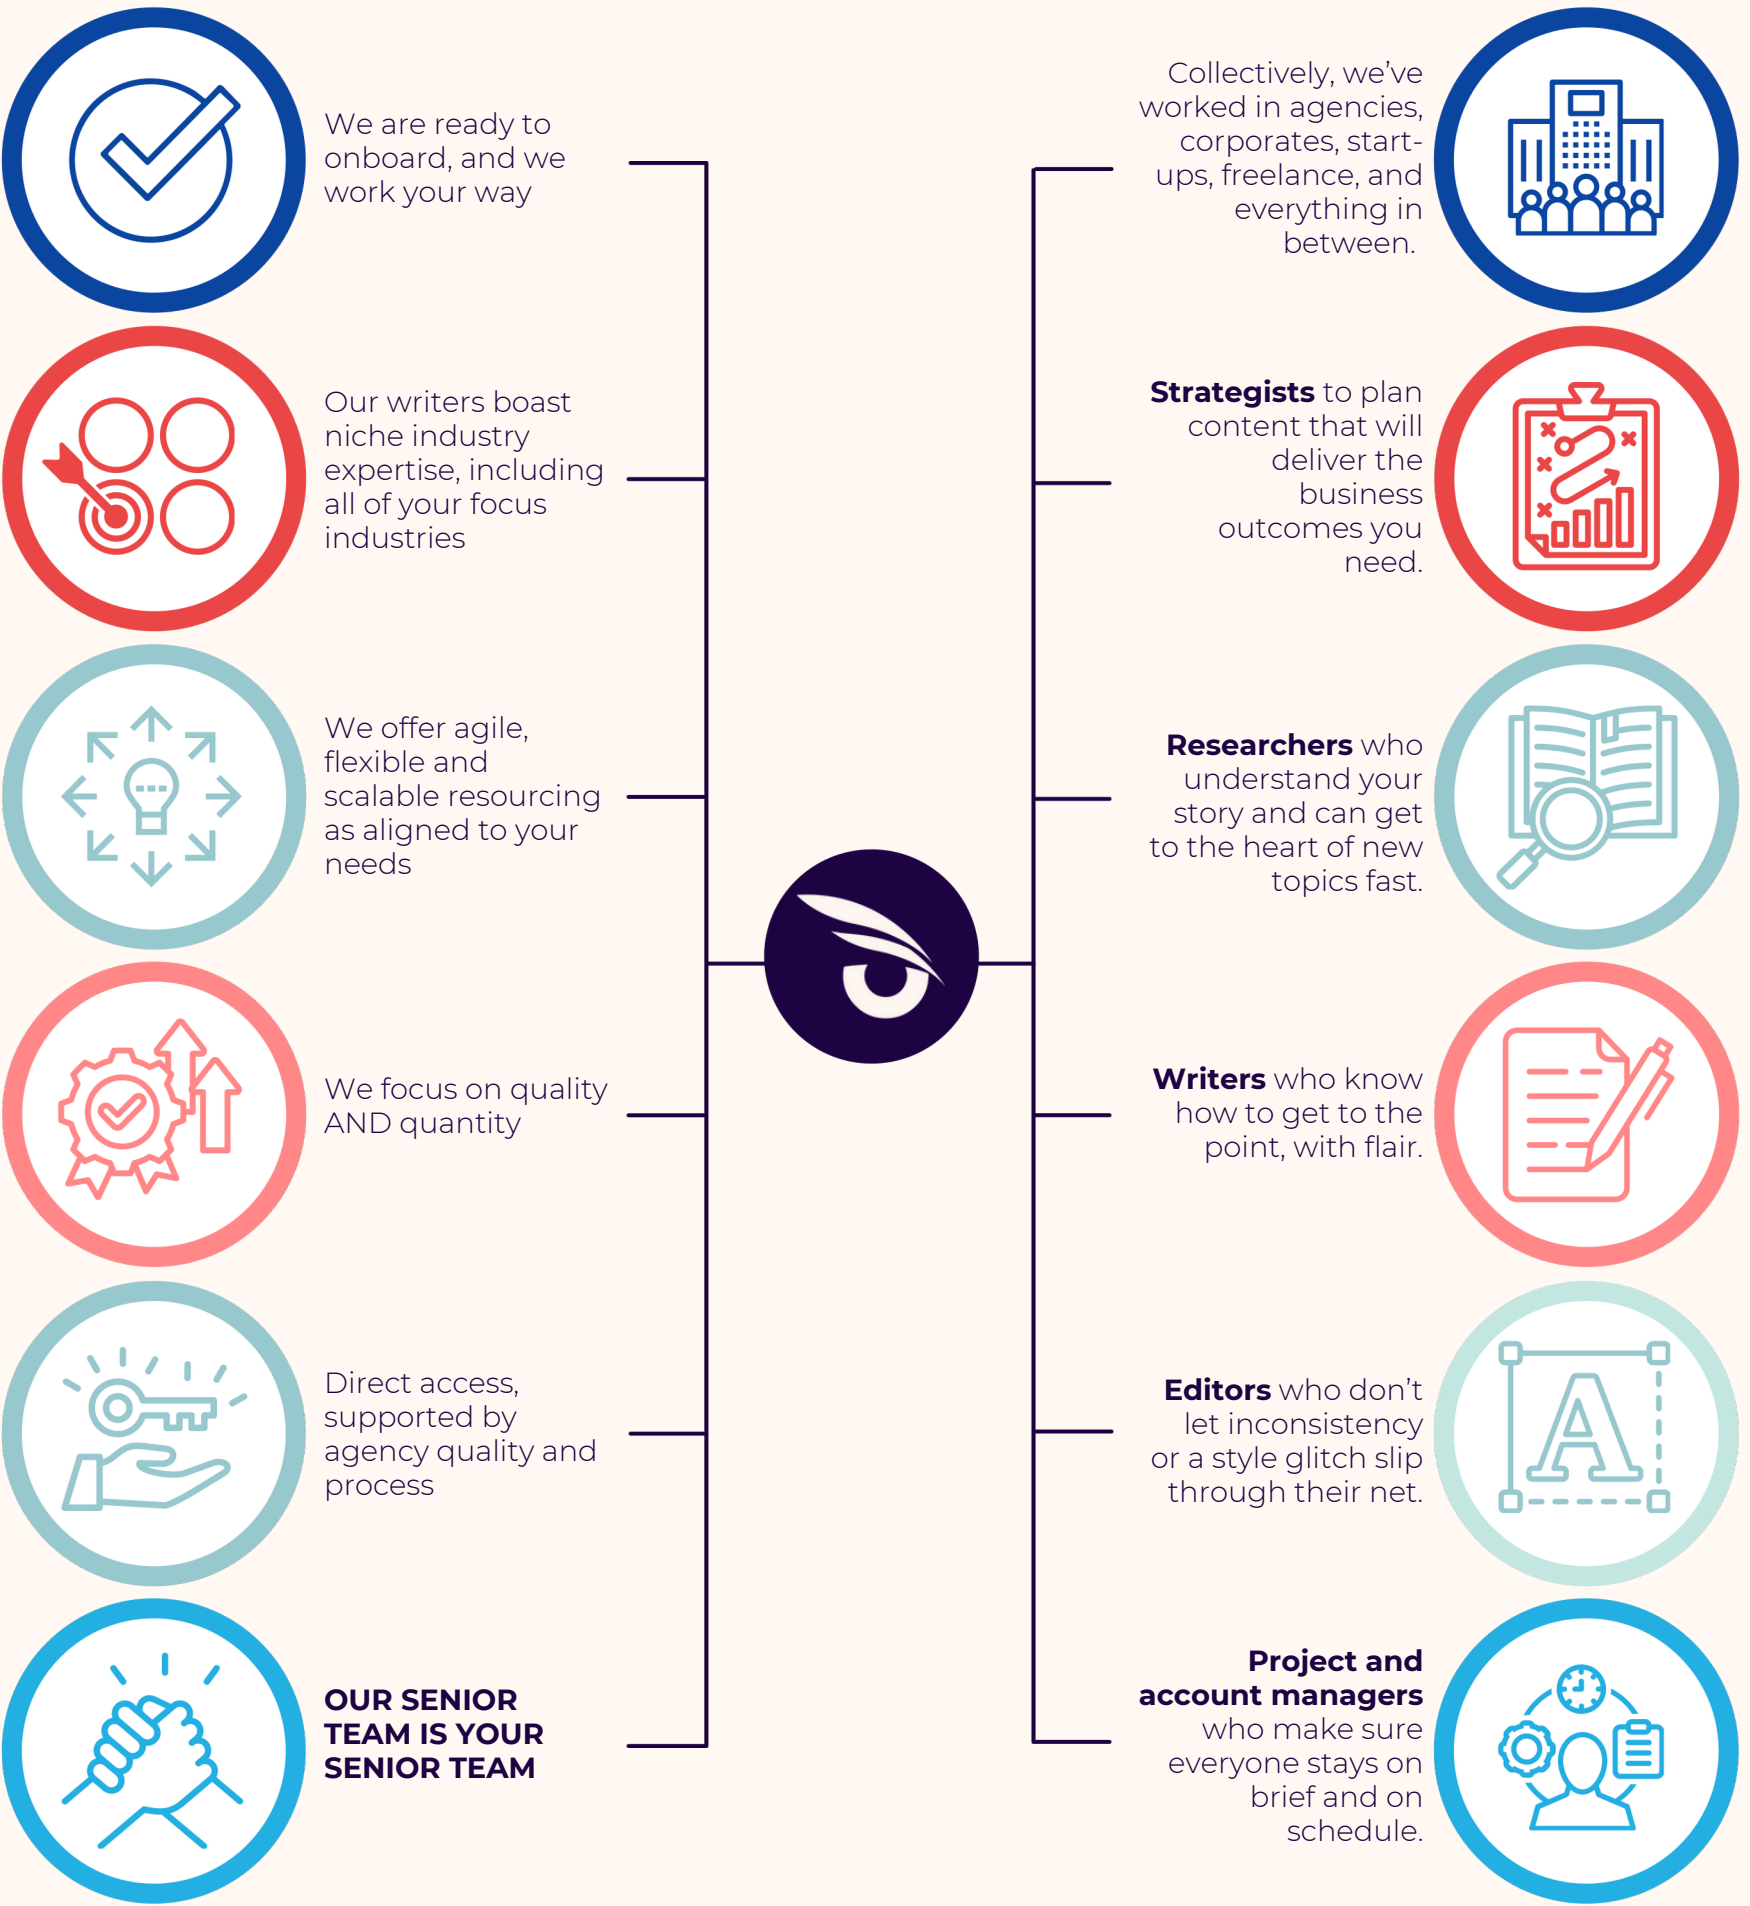 We are ready to
onboard, and we
work your way
Our writers boast
niche industry
expertise, including
all of your focus
industries
We offer agile,
flexible and
scalable resourcing
as aligned to your
needs
We focus on quality
AND quantity
Direct access,
supported by
agency quality and
process
OUR SENIOR
TEAM IS YOUR
SENIOR TEAM
Collectively, we've
worked in agencies,
corporates, start-
ups, freelance, and
everything in
between.
Strategists to plan
content that will
deliver the
business
outcomes you
need.
Researchers who
understand your
story and can get
to the heart of new
topics fast.
Writers who know
how to get to the
point, with flair.
Editors who don't
let inconsistency
or a style glitch slip
through their net.
Project and
account managers
who make sure
everyone stays on
brief and on
schedule.
A